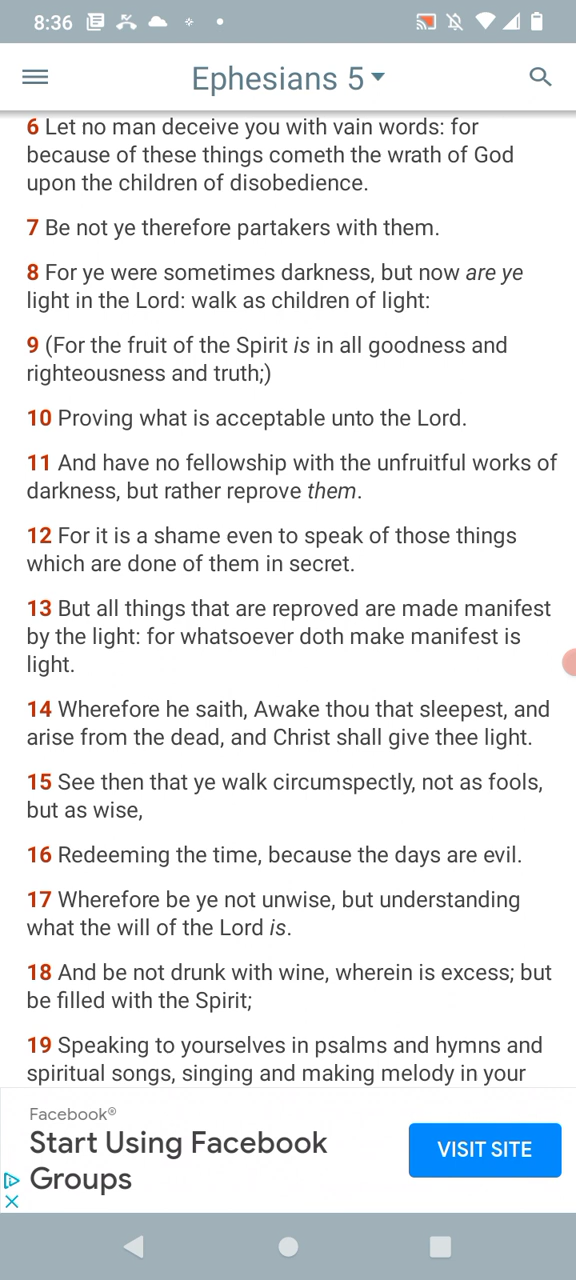 8:36
Ephesians 5
6 Let no man deceive you with vain words: for
because of these things cometh the wrath of God
upon the children of disobedience.
7 Be not ye therefore partakers with them.
8 For ye were sometimes darkness, but now are ye
light in the Lord: walk as children of light:
9 (For the fruit of the Spirit is in all goodness and
righteousness and truth;)
10 Proving what is acceptable unto the Lord.
11 And have no fellowship with the unfruitful works of
darkness, but rather reprove them.
12 For it is a shame even to speak of those things
which are done of them in secret.
13 But all things that are reproved are made manifest
by the light: for whatsoever doth make manifest is
light.
14 Wherefore he saith, Awake thou that sleepest, and
arise from the dead, and Christ shall give thee light.
15 See then that ye walk circumspectly, not as fools,
but as wise,
16 Redeeming the time, because the days are evil.
17 Wherefore be ye not unwise, but understanding
what the will of the Lord is.
18 And be not drunk with wine, wherein is excess; but
be filled with the Spirit;
19 Speaking to yourselves in psalms and hymns and
spiritual songs, singing and making melody in your
Facebook®
Start Using Facebook
Groups
VISIT SITE